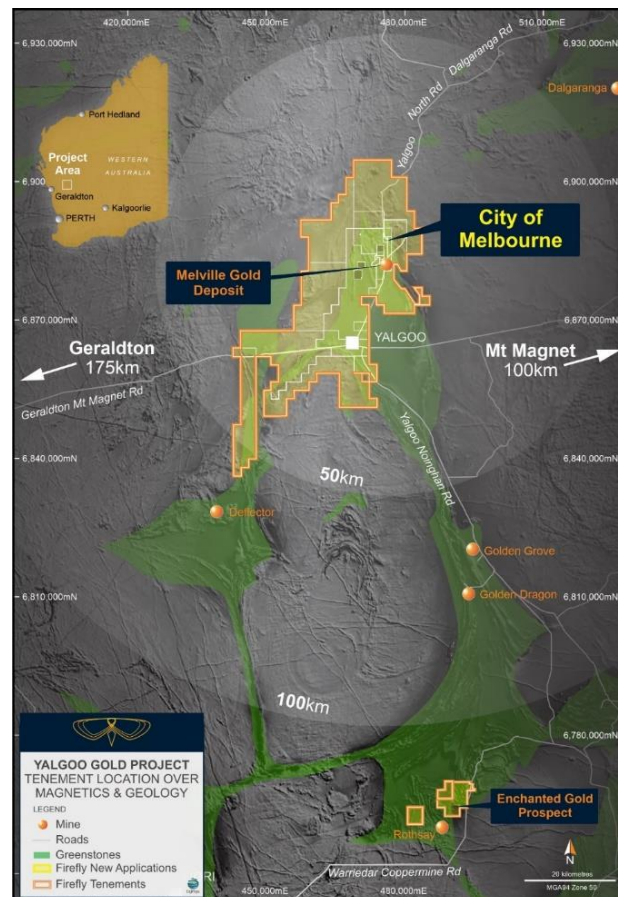 420,000mE
450,000mE
480,000mE
510,000mE
6,930,000mN
6,930,000mN
Dalgaranga Rd
North Rd
Yalgoo
Dalgaranga
Port Hedland
Project
Area
WESTERN
AUSTRALIA
Geraldton
Kalgoorlie
PERTH
6,900,000mN
6,900,000mN
City of
Melbourne
Melville Gold
Deposit
6,870,000mN
6,870,000mN
YALGOO
Geraldton
175km
Mt Magnet
100km
Geraldton Mt Magnet Rd
Yalgoo Ninghan Rd
6,840,000mN
6,840,000mN
50km
Deflector
Golden Grove
Golden Dragon
6,810,000mN
6,810,000mN
100km
6,780,000mN
6,780,000mN
YALGOO GOLD PROJECT
TENEMENT LOCATION OVER
MAGNETICS & GEOLOGY
LEGEND
Mine
Roads
Greenstones
Firefly New Applications
Firefly Tenements
Enchanted Gold
Prospect
Rothsay
Warriedar Coppermine Rd
N
20 kilometres
MGA94 Zone 50
450,000mE
480,000mE